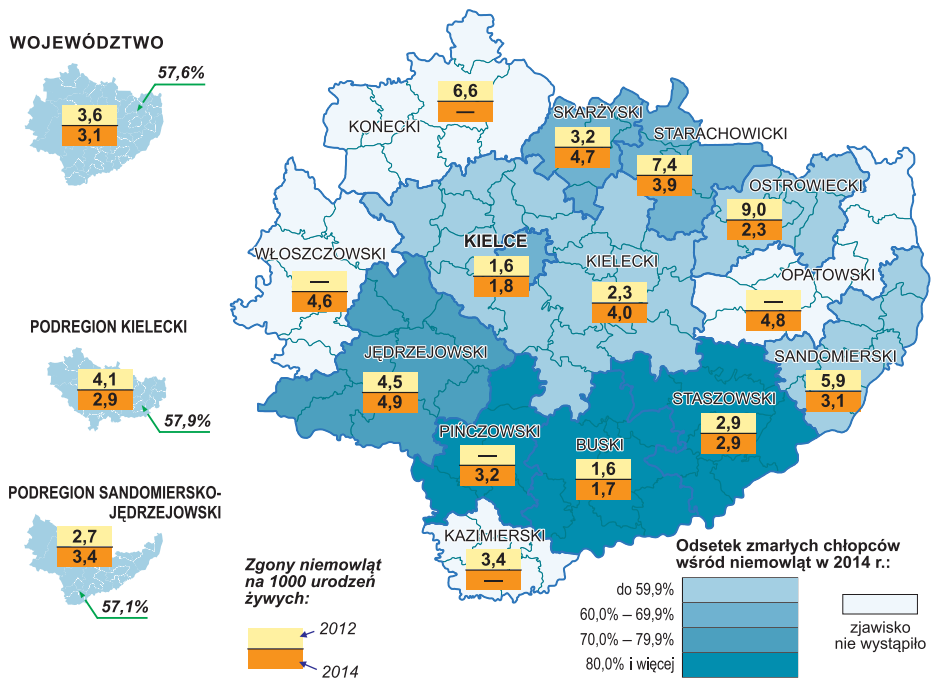 WOJEWÓDZTWO
57,6%
3,6
3,1
PODREGION KIELECKI
4,1
2,9
57,9%
PODREGION SANDOMIERSKO-
JĘDRZEJOWSKI
2,7
3,4
57,1%
KONECKI
6,6
—
SKARŻYSKI
3,2
4,7
STARACHOWICKI
7,4
3,9
OSTROWIECKI
9,0
2,3
WŁOSZCZOWSKI
—
4,6
KIELCE
1,6
1,8
KIELECKI
2,3
4,0
OPATOWSKI
—
4,8
JĘDRZEJOWSKI
4,5
4,9
SANDOMIERSKI
5,9
3,1
STASZOWSKI
2,9
2,9
PIŃCZOWSKI
—
3,2
BUSKI
1,6
1,7
KAZIMIERSKI
3,4
—
Zgony niemowląt
na 1000 urodzeń
żywych:
2012
2014
Odsetek zmarłych chłopców
wśród niemowląt w 2014 r.:
do 59,9%
60,0% – 69,9%
70,0% – 79,9%
80,0% i więcej
zjawisko
nie wystąpiło